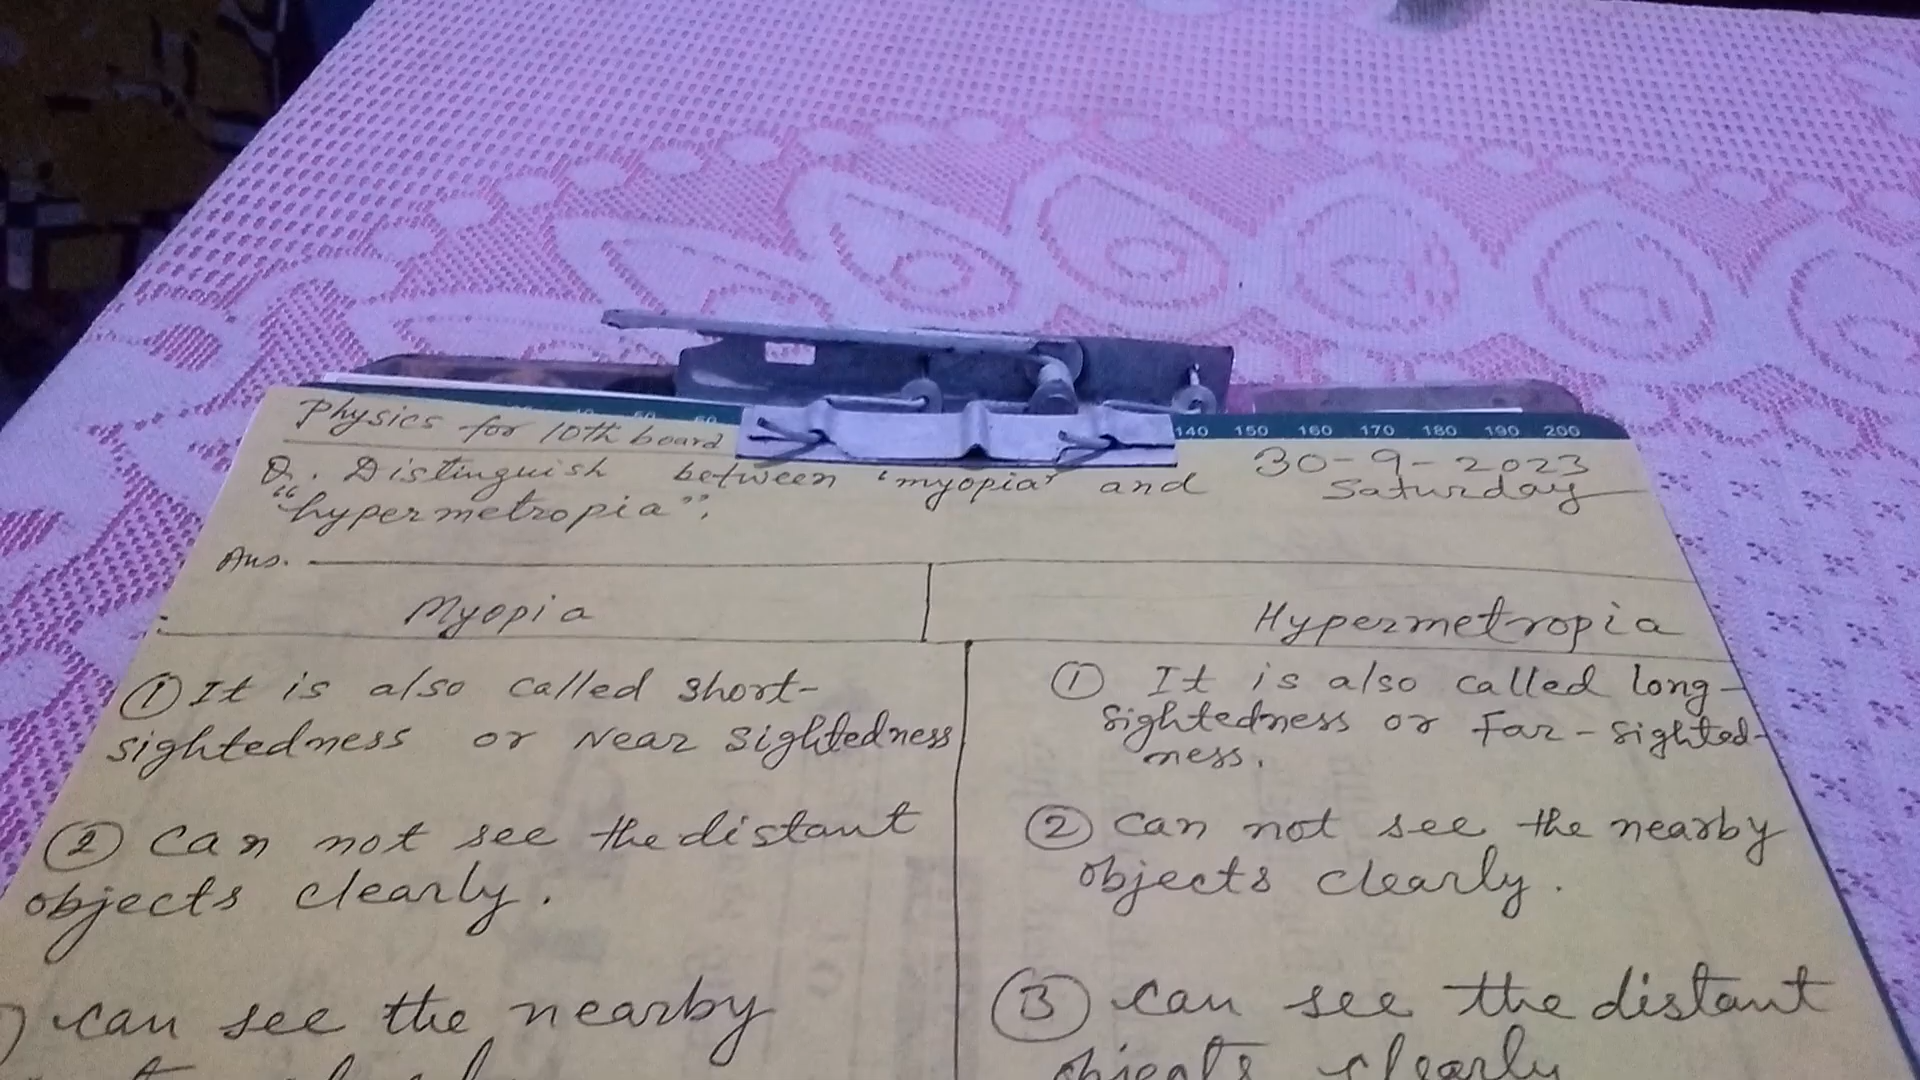 140 150 160 170 180 190 200
Physics for 10th board
30-9-2023
Saturday
Q. Distinguish between 'myopia' and
"hypermetropia".
Ans.
Myopia
Hypermetropia
① It is also called short-
sightedness or Near sightedness
② Can not see the distant
objects clearly.
can see the nearby
① It is also called long-
sightedness or Far-sighted-
ness.
② Can not see the nearby
objects clearly.
③ can see the distant
objects clearly